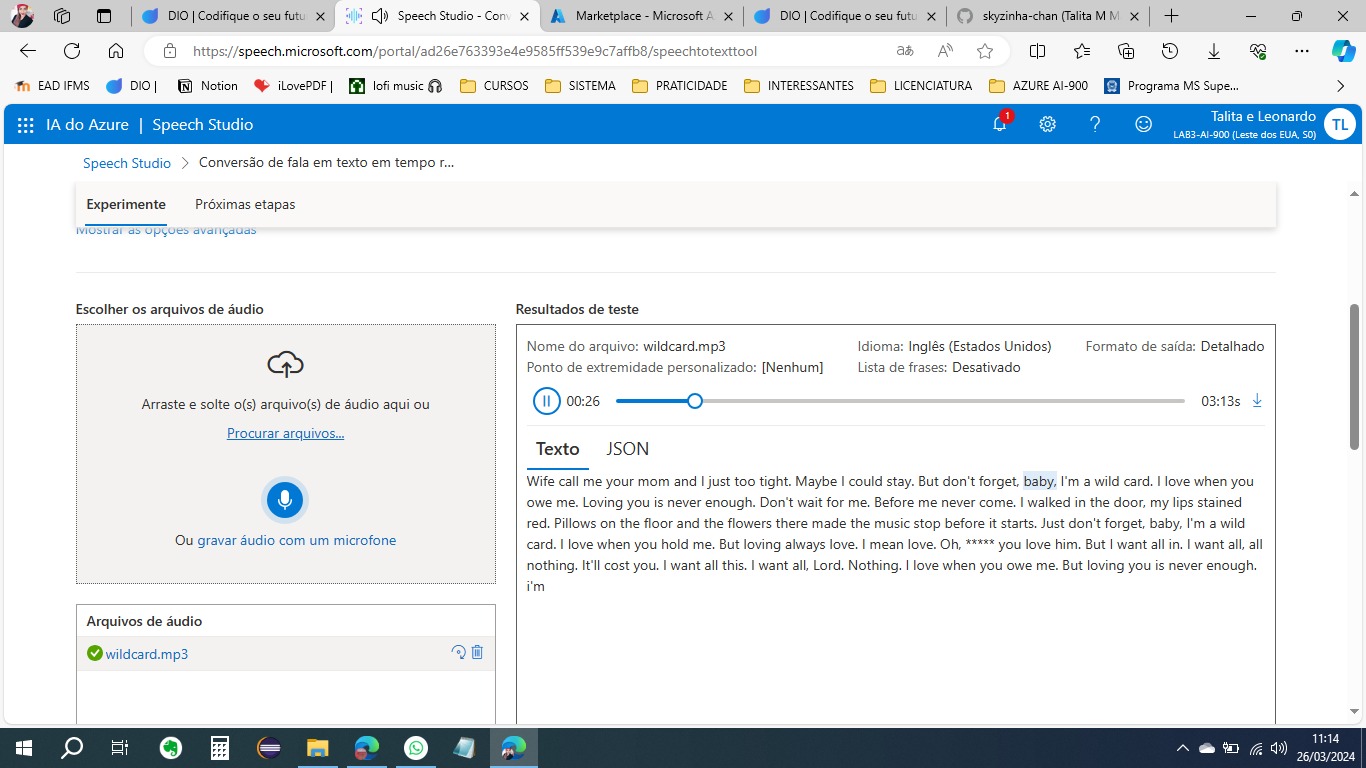 DIO | Codifique o seu futu
Speech Studio - Conv
Marketplace - Microsoft A
DIO | Codifique o seu futu
skyzinha-chan (Talita M M
https://speech.microsoft.com/portal/ad26e763393e4e9585ff539e9c7affb8/speechtotexttool
EAD IFMS
DIO |
Notion
iLovePDF |
lofi music
CURSOS
SISTEMA
PRATICIDADE
INTERESSANTES
LICENCIATURA
AZURE AI-900
Programa MS Supe...
IA do Azure | Speech Studio
1
Talita e Leonardo
LAB3-AI-900 (Leste dos EUA, S0)
TL
Speech Studio > Conversão de fala em texto em tempo r...
Experimente
Próximas etapas
Mostrar as opções avançadas
Escolher os arquivos de áudio
Arraste e solte o(s) arquivo(s) de áudio aqui ou
Procurar arquivos...
Ou gravar áudio com um microfone
Arquivos de áudio
wildcard.mp3
Resultados de teste
Nome do arquivo: wildcard.mp3
Idioma: Inglês (Estados Unidos)
Formato de saída: Detalhado
Ponto de extremidade personalizado: [Nenhum]
Lista de frases: Desativado
00:26
03:13s
Texto
JSON
Wife call me your mom and I just too tight. Maybe I could stay. But don't forget, baby, I'm a wild card. I love when you
owe me. Loving you is never enough. Don't wait for me. Before me never come. I walked in the door, my lips stained
red. Pillows on the floor and the flowers there made the music stop before it starts. Just don't forget, baby, I'm a wild
card. I love when you hold me. But loving always love. I mean love. Oh, ***** you love him. But I want all in. I want all, all
nothing. It'll cost you. I want all this. I want all, Lord. Nothing. I love when you owe me. But loving you is never enough.
i'm
11:14
26/03/2024